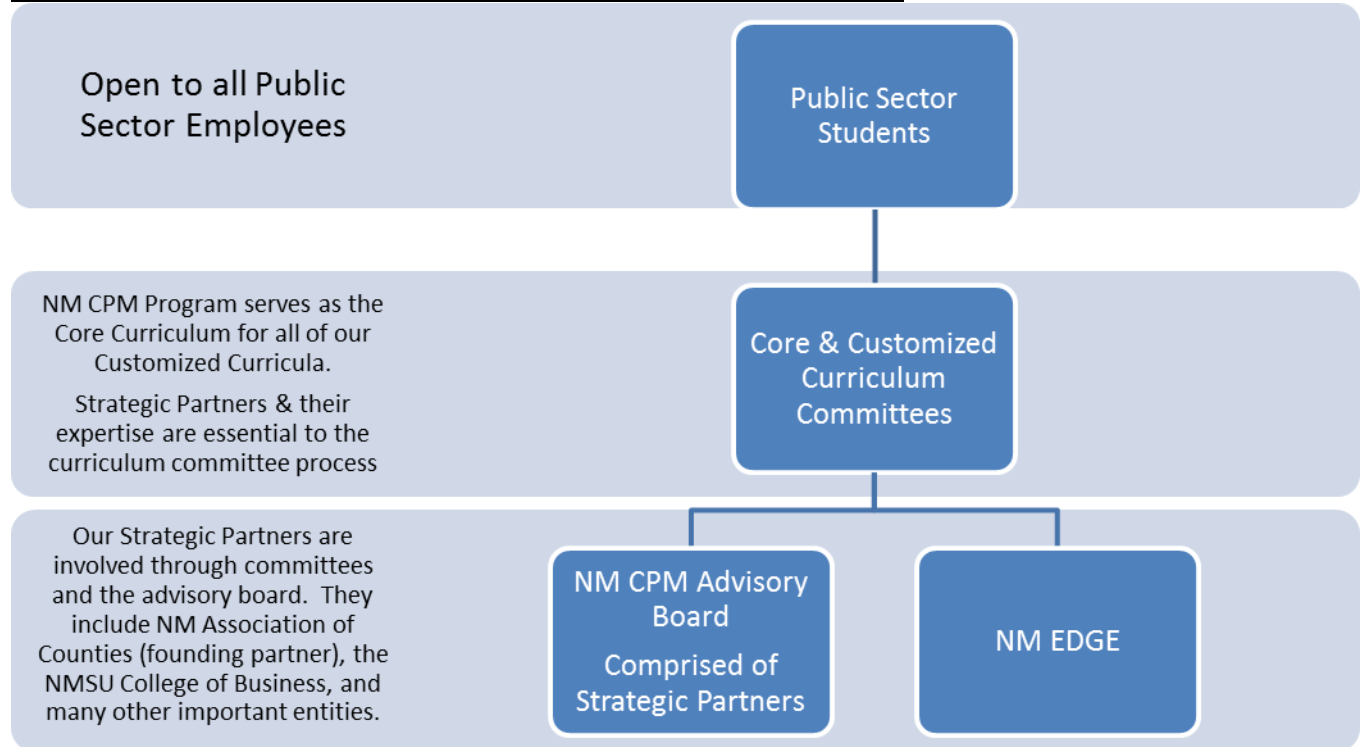 Open to all Public
Sector Employees
Public Sector
Students
NM CPM Program serves as the
Core Curriculum for all of our
Customized Curricula.
Strategic Partners & their
expertise are essential to the
curriculum committee process
Core & Customized
Curriculum
Committees
Our Strategic Partners are
involved through committees
and the advisory board.  They
include NM Association of
Counties (founding partner), the
NMSU College of Business, and
many other important entities.
NM CPM Advisory
Board
Comprised of
Strategic Partners
NM EDGE